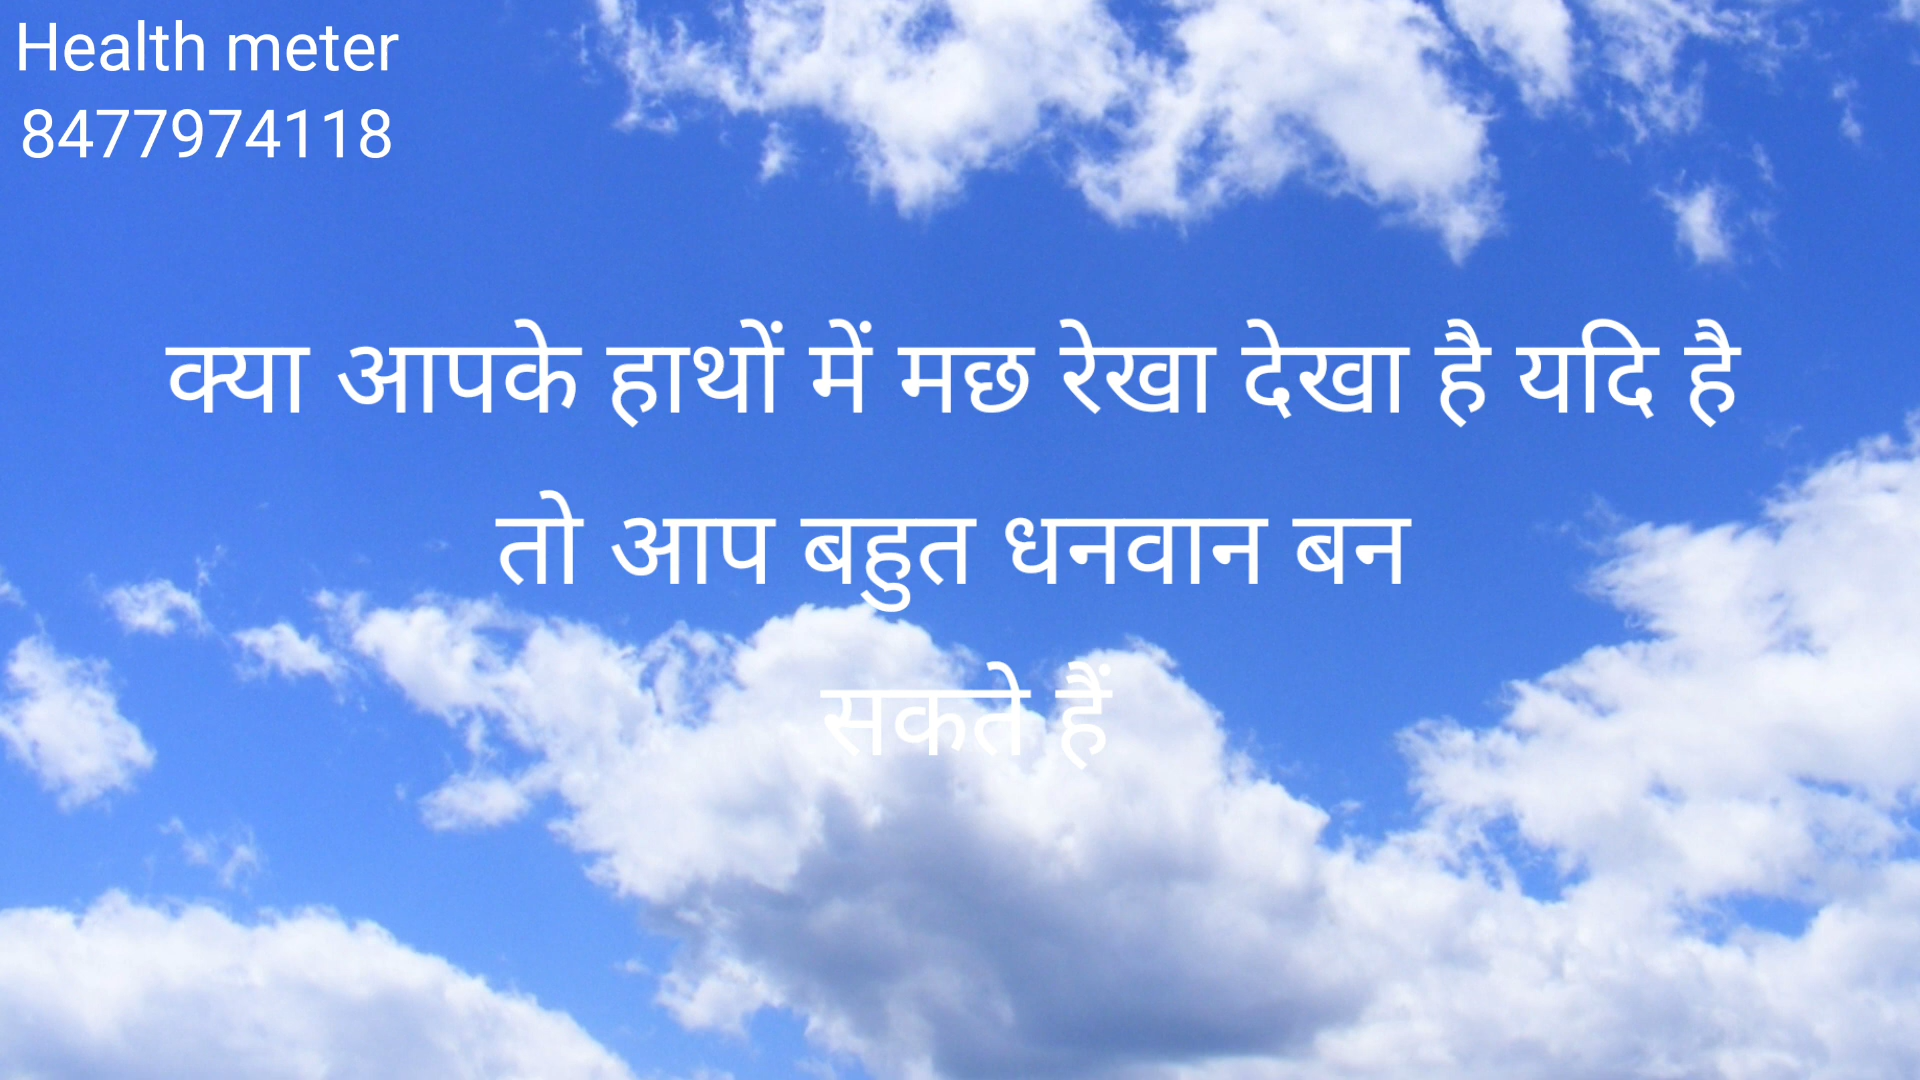 Health meter
8477974118
क्या आपके हाथों में मछ रेखा देखा है यदि है
तो आप बहुत धनवान बन
सकते हैं